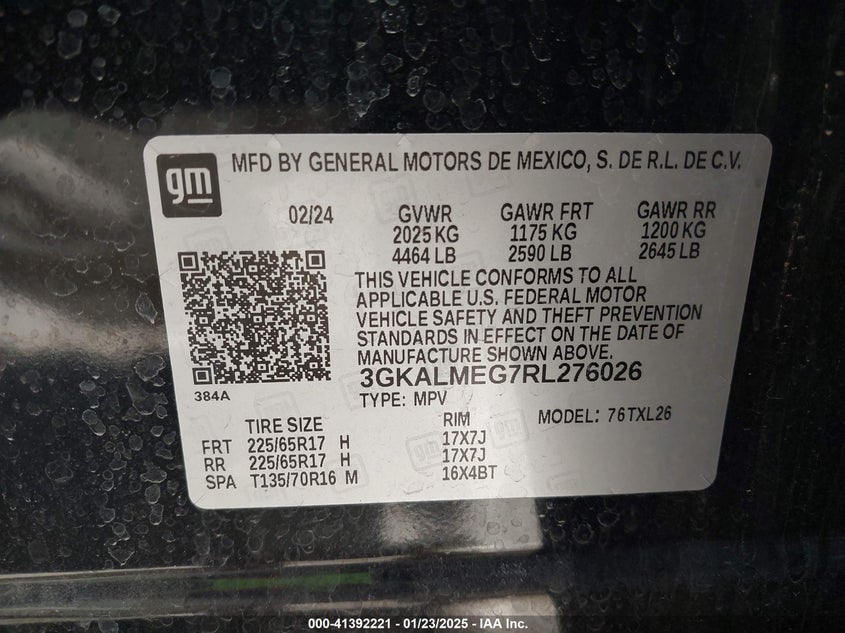 gm
MFD BY GENERAL MOTORS DE MEXICO, S. DE R.L. DE C.V.
02/24 GVWR GAWR FRT GAWR RR
2025 KG 1175 KG 1200 KG
4464 LB 2590 LB 2645 LB
THIS VEHICLE CONFORMS TO ALL
APPLICABLE U.S. FEDERAL MOTOR
VEHICLE SAFETY AND THEFT PREVENTION
STANDARDS IN EFFECT ON THE DATE OF
MANUFACTURE SHOWN ABOVE.
3GKALMEG7RL276026
384A
TYPE: MPV
TIRE SIZE RIM MODEL: 76TXL26
FRT 225/65R17 H 17X7J
RR 225/65R17 H 17X7J
SPA T135/70R16 M 16X4BT
000-41392221 - 01/23/2025 - IAA Inc.